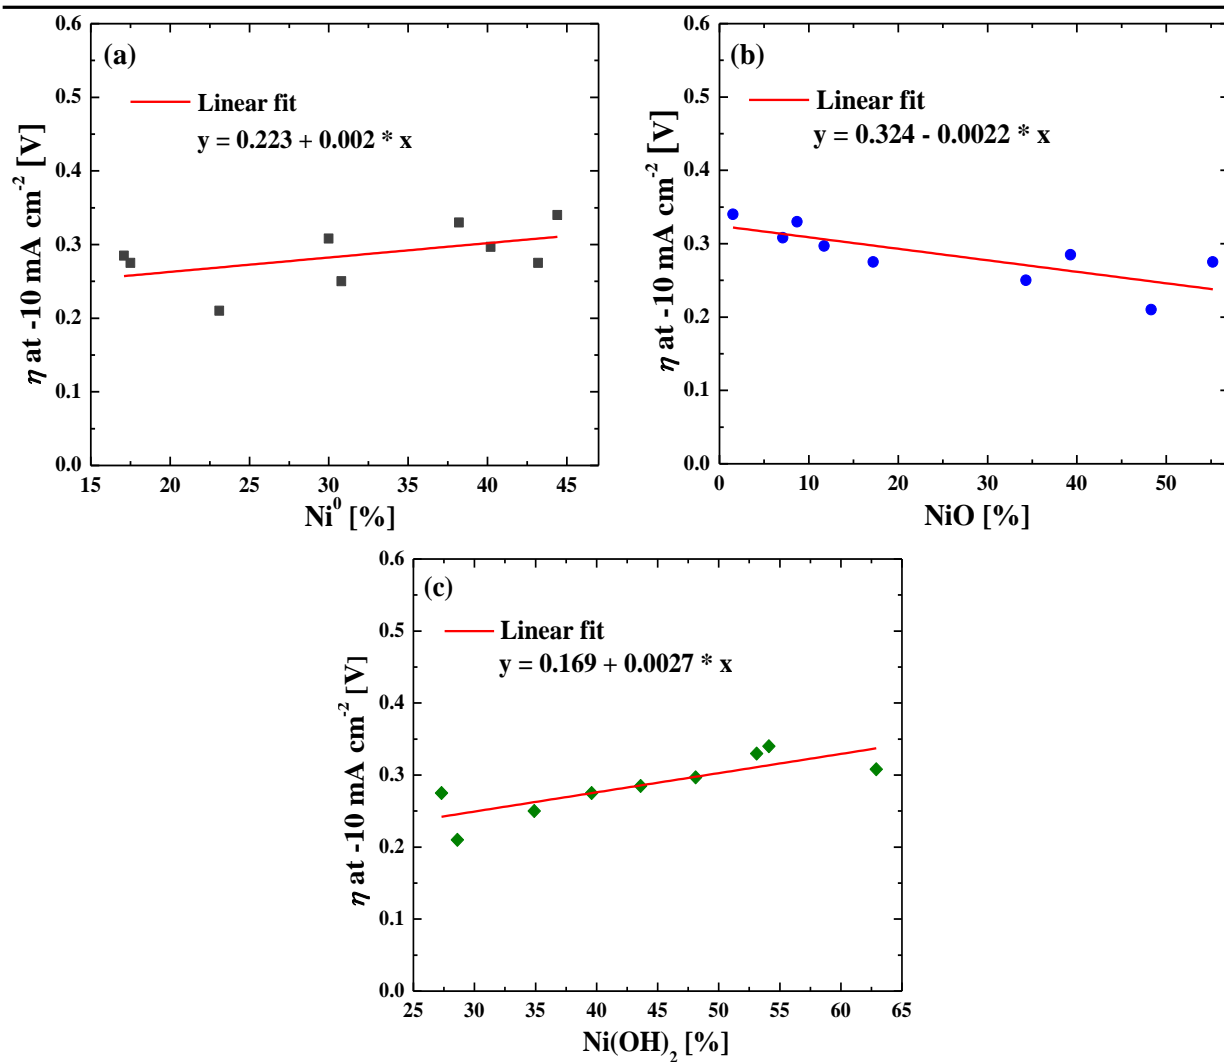 (a)
Linear fit
y = 0.223 + 0.002 * x
η at -10 mA cm⁻² [V]
0.6
0.5
0.4
0.3
0.2
0.1
0.0
15 20 25 30 35 40 45
Ni⁰ [%]
(b)
Linear fit
y = 0.324 - 0.0022 * x
η at -10 mA cm⁻² [V]
0.6
0.5
0.4
0.3
0.2
0.1
0.0
0 10 20 30 40 50
NiO [%]
(c)
Linear fit
y = 0.169 + 0.0027 * x
η at -10 mA cm⁻² [V]
0.6
0.5
0.4
0.3
0.2
0.1
0.0
25 30 35 40 45 50 55 60 65
Ni(OH)₂ [%]